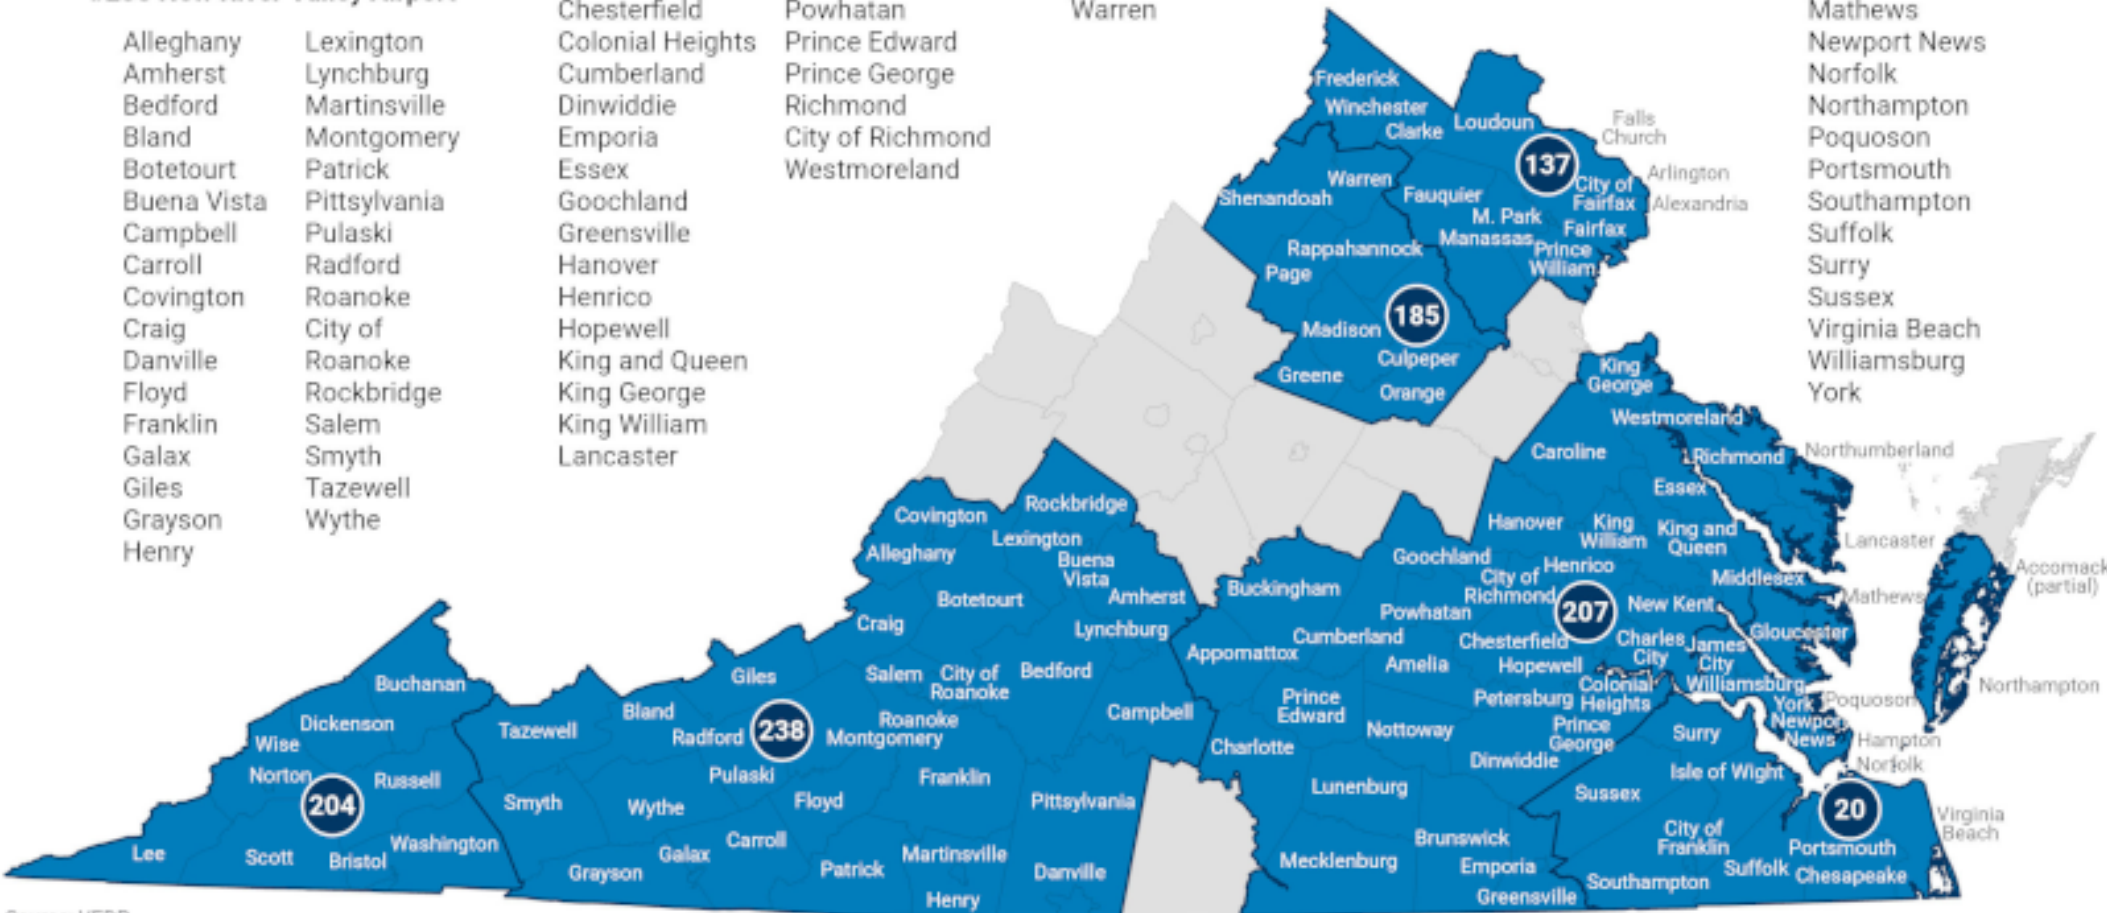 Alleghany
Amherst
Bedford
Bland
Botetourt
Buena Vista
Campbell
Carroll
Covington
Craig
Danville
Floyd
Franklin
Galax
Giles
Grayson
Henry
Lexington
Lynchburg
Martinsville
Montgomery
Patrick
Pittsylvania
Pulaski
Radford
Roanoke
City of
Roanoke
Rockbridge
Salem
Smyth
Tazewell
Wythe
Chesterfield
Colonial Heights
Cumberland
Dinwiddie
Emporia
Essex
Goochland
Greensville
Hanover
Henrico
Hopewell
King and Queen
King George
King William
Lancaster
Powhatan
Prince Edward
Prince George
Richmond
City of Richmond
Westmoreland
Warren
Mathews
Newport News
Norfolk
Northampton
Poquoson
Portsmouth
Southampton
Suffolk
Surry
Sussex
Virginia Beach
Williamsburg
York
Frederick
Winchester
Clarke
Loudoun
Falls
Church
137
Arlington
City of
Fairfax
Alexandria
Warren
Fauquier
Shenandoah
M. Park
Manassas
Fairfax
Prince
William
Rappahannock
Page
185
Madison
Culpeper
Greene
Orange
King
George
Westmoreland
Caroline
Richmond
Northumberland
Essex
Hanover
King
William
King and
Queen
Lancaster
Goochland
Henrico
City of
Richmond
Middlesex
Accomack
(partial)
Mathews
Buckingham
Powhatan
207
New Kent
Cumberland
Chesterfield
Charles
City
James
City
Gloucester
Appomattox
Amelia
Hopewell
Williamsburg
Northampton
Prince
Edward
Petersburg
Colonial
Heights
York
Poquoson
Newport
News
Nottoway
Prince
George
Surry
Hampton
Norfolk
Charlotte
Dinwiddie
Isle of Wight
Lunenburg
Sussex
20
Virginia
Beach
Brunswick
City of
Franklin
Portsmouth
Mecklenburg
Emporia
Suffolk
Chesapeake
Greensville
Southampton
Rockbridge
Covington
Lexington
Alleghany
Buena
Vista
Botetourt
Amherst
Craig
Lynchburg
Giles
Salem
City of
Roanoke
Bedford
Bland
Roanoke
Campbell
Tazewell
Radford
238
Montgomery
Pulaski
Franklin
Smyth
Wythe
Floyd
Pittsylvania
Carroll
Galax
Martinsville
Grayson
Patrick
Danville
Henry
Buchanan
Dickenson
Wise
Norton
Russell
204
Washington
Lee
Scott
Bristol